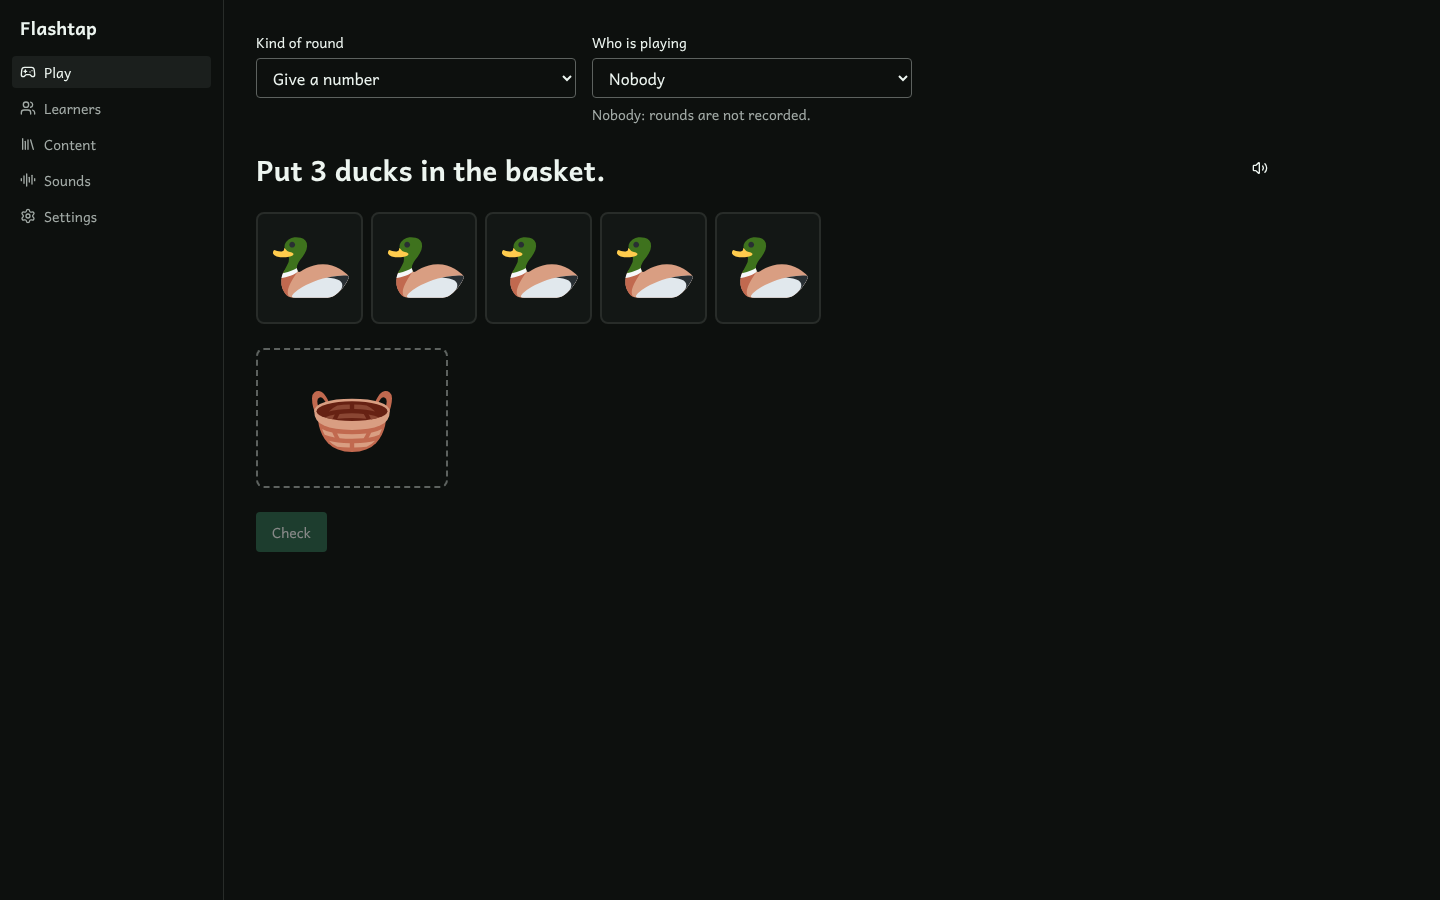 Flashtap
Play
Learners
Content
Sounds
Settings
Kind of round
Give a number
Who is playing
Nobody
Nobody: rounds are not recorded.
Put 3 ducks in the basket.
Check